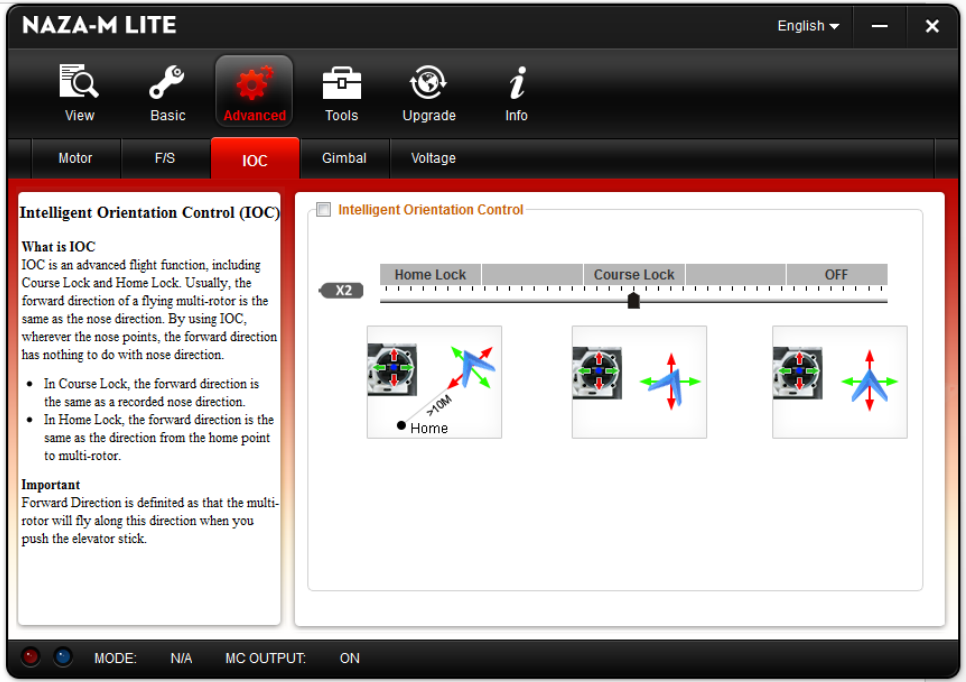 NAZA-M LITE
English
View
Basic
Advanced
Tools
Upgrade
Info
Motor
F/S
IOC
Gimbal
Voltage
Intelligent Orientation Control (IOC)
What is IOC
IOC is an advanced flight function, including
Course Lock and Home Lock. Usually, the
forward direction of a flying multi-rotor is the
same as the nose direction. By using IOC,
wherever the nose points, the forward direction
has nothing to do with nose direction.
• In Course Lock, the forward direction is
the same as a recorded nose direction.
• In Home Lock, the forward direction is the
same as the direction from the home point
to multi-rotor.
Important
Forward Direction is definited as that the multi-
rotor will fly along this direction when you
push the elevator stick.
Intelligent Orientation Control
Home Lock
Course Lock
OFF
X2
>10M
Home
MODE: N/A MC OUTPUT: ON